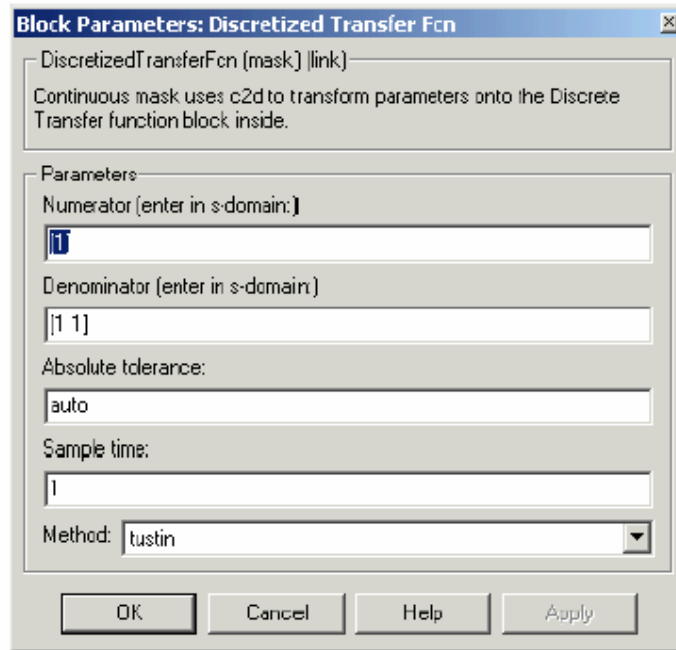 Block Parameters: Discretized Transfer Fcn
DiscretizedTransferFcn (mask) (link)
Continuous mask uses c2d to transform parameters onto the Discrete
Transfer function block inside.
Parameters
Numerator (enter in s-domain:)
[1]
Denominator (enter in s-domain:)
[1 1]
Absolute tolerance:
auto
Sample time:
1
Method: tustin
OK Cancel Help Apply